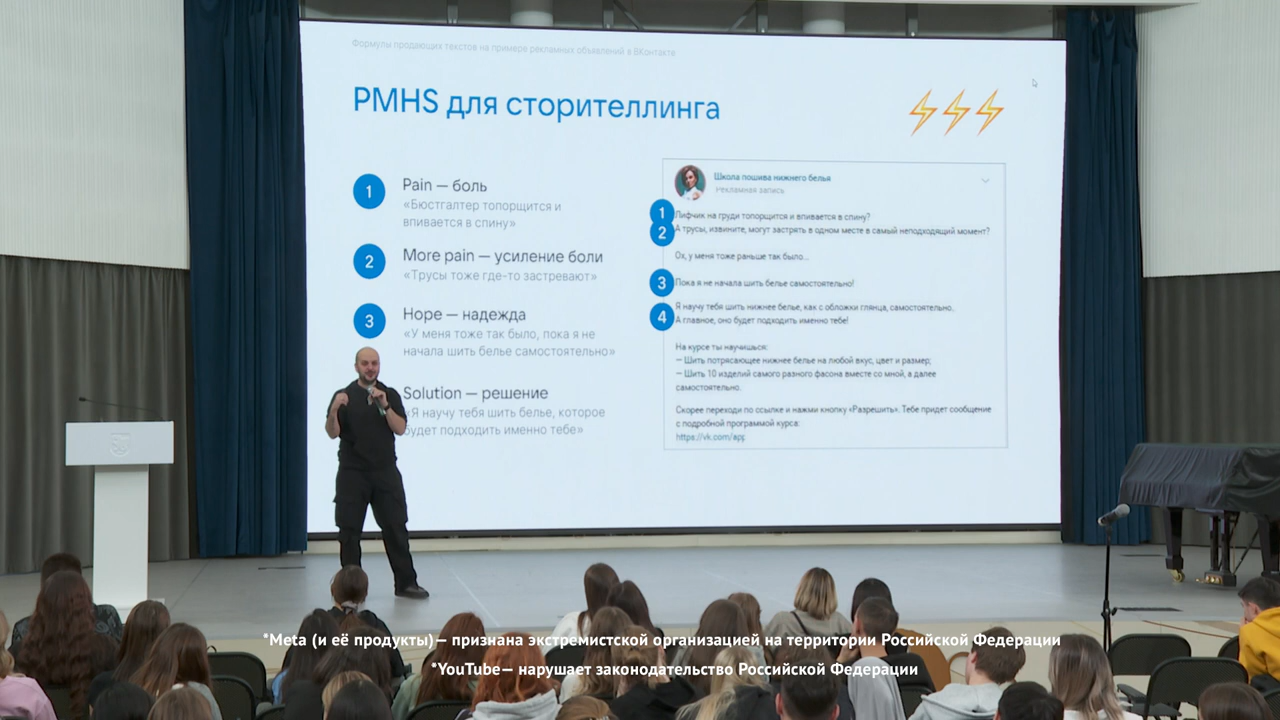 Формулы продающих текстов на примере рекламных объявлений в ВКонтакте
PMHS для сторителлинга
1
Pain — боль
«Бюстгалтер топорщится и
впивается в спину»
2
More pain — усиление боли
«Трусы тоже где-то застревают»
3
Hope — надежда
«У меня тоже так было, пока я не
начала шить белье самостоятельно»
Solution — решение
«Я научу тебя шить белье, которое
будет подходить именно тебе»
Школа пошива нижнего белья
Рекламная запись
1
Лифчик на груди топорщится и впивается в спину?
2
А трусы, извините, могут застрять в одном месте в самый неподходящий момент?
Ох, у меня тоже раньше так было...
3
Пока я не начала шить белье самостоятельно!
4
Я научу тебя шить нижнее белье, как с обложки глянца, самостоятельно.
А главное, оно будет подходить именно тебе!
На курсе ты научишься:
— Шить потрясающее нижнее белье на любой вкус, цвет и размер;
— Шить 10 изделий самого разного фасона вместе со мной, а далее
самостоятельно.
Скорее переходи по ссылке и нажми кнопку «Разрешить». Тебе придет сообщение
с подробной программой курса:
https://vk.com/app
*Meta (и её продукты)— признана экстремистской организацией на территории Российской Федерации
*YouTube— нарушает законодательство Российской Федерации